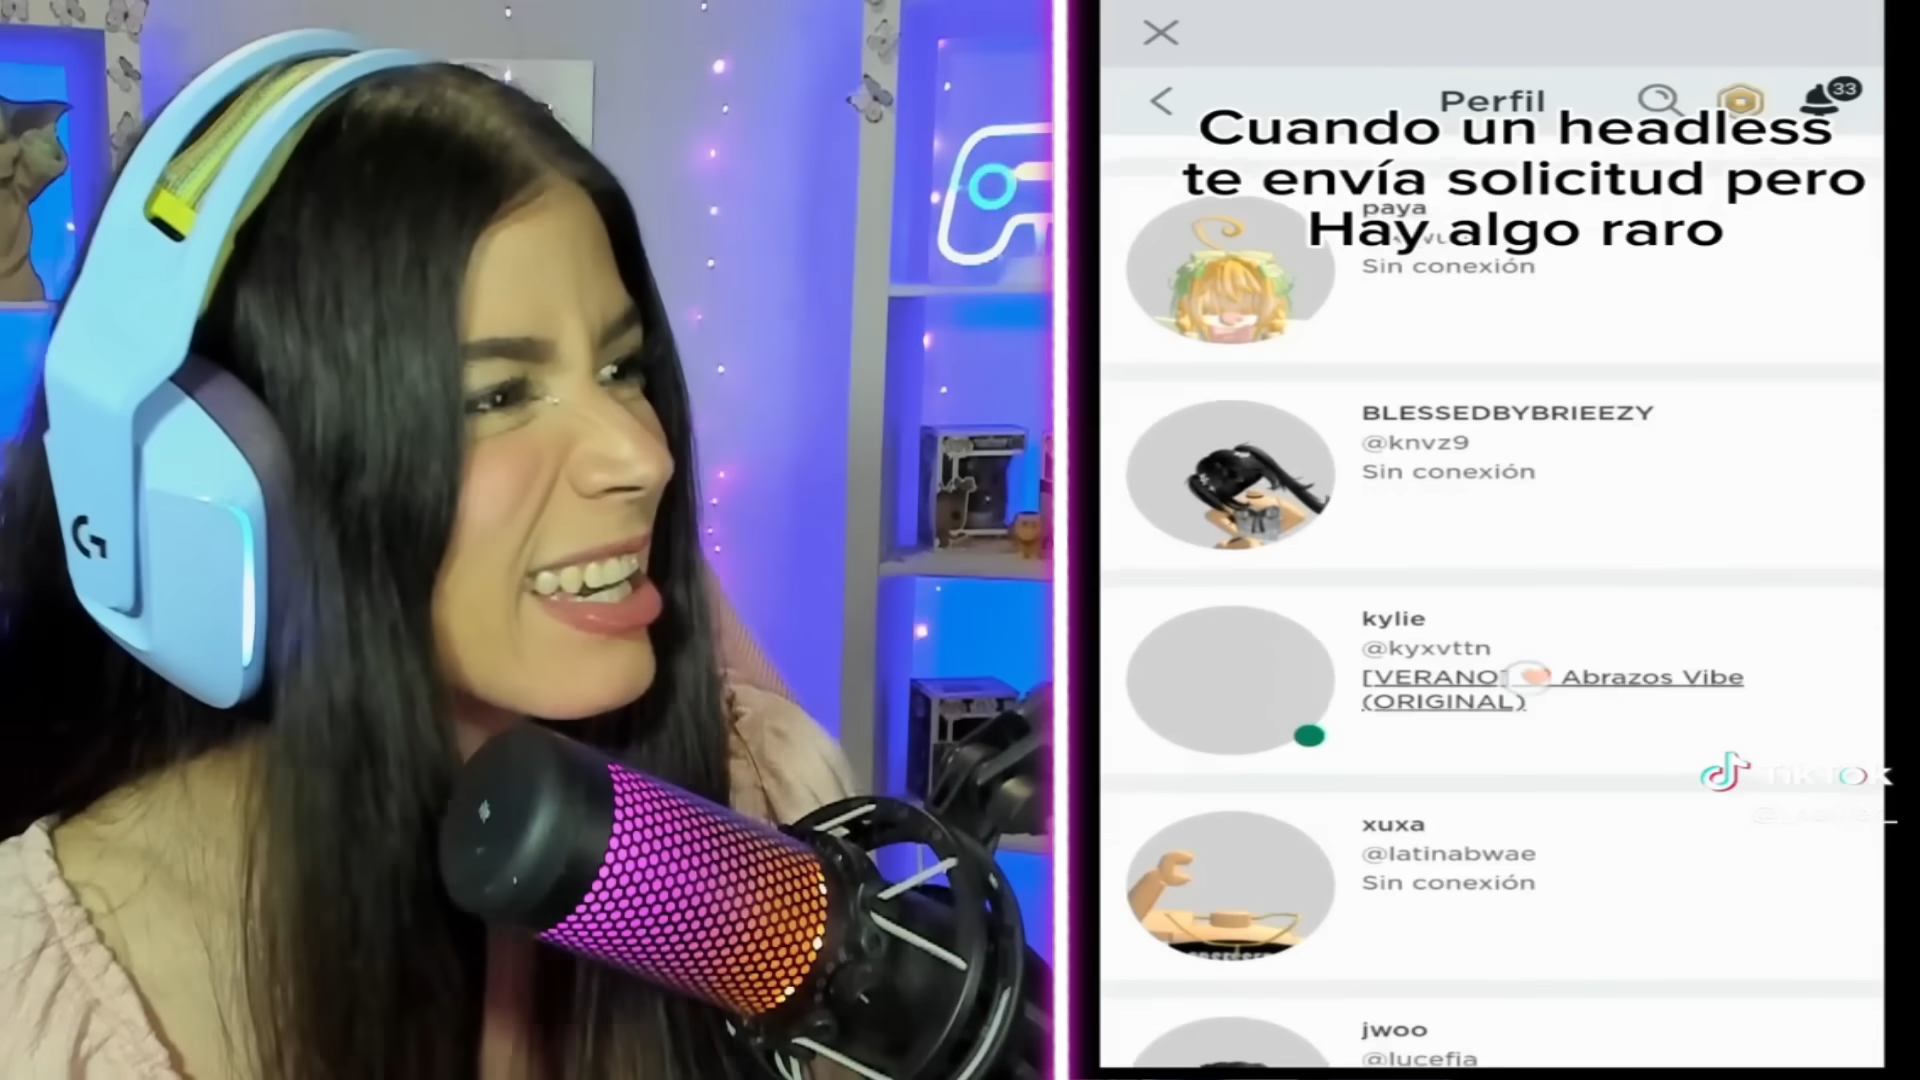 Perfil
33
Cuando un headless
te envía solicitud pero
Hay algo raro
paya
Sin conexión
BLESSEDBYBRIEEZY
@knvz9
Sin conexión
kylie
@kyxvttn
[VERANO] Abrazos Vibe
(ORIGINAL)
TikTok
xuxa
@latinabwae
Sin conexión
jwoo
@lucefia
G